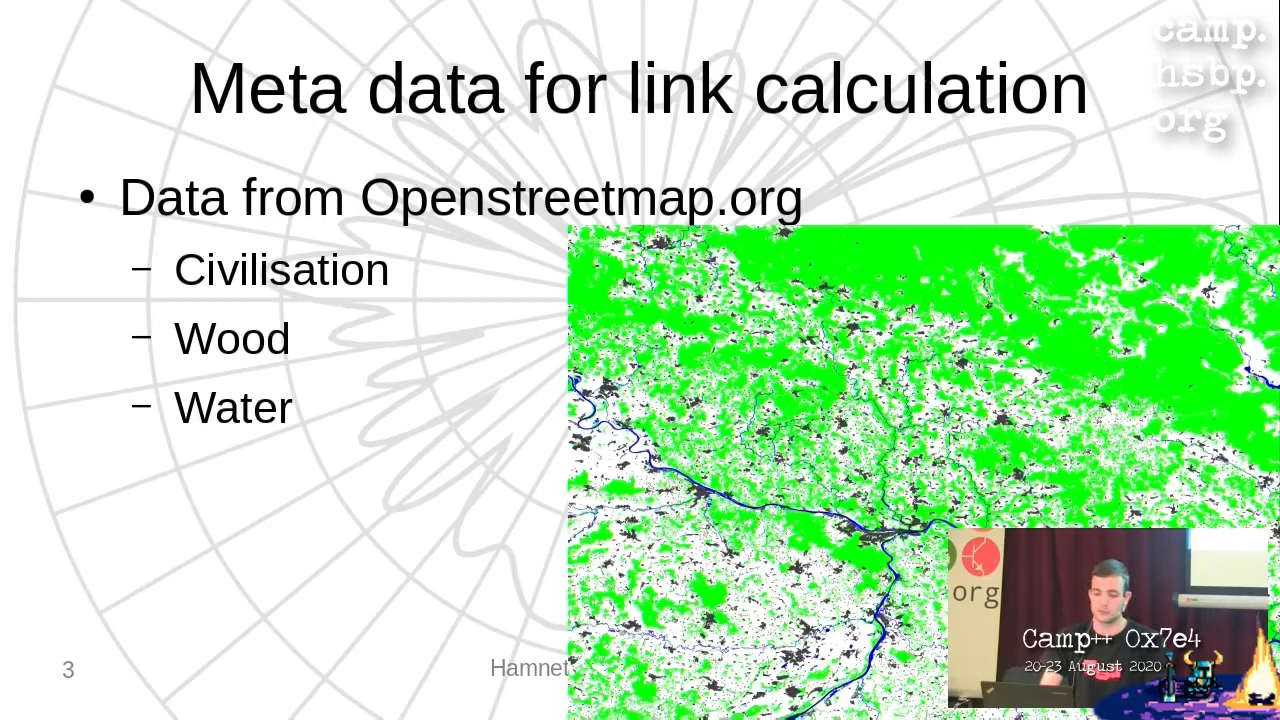 camp.
hsbp.
org
Meta data for link calculation
• Data from Openstreetmap.org
– Civilisation
– Wood
– Water
org
Camp++ 0x7e4
20-23 August 2020
3
Hamnet